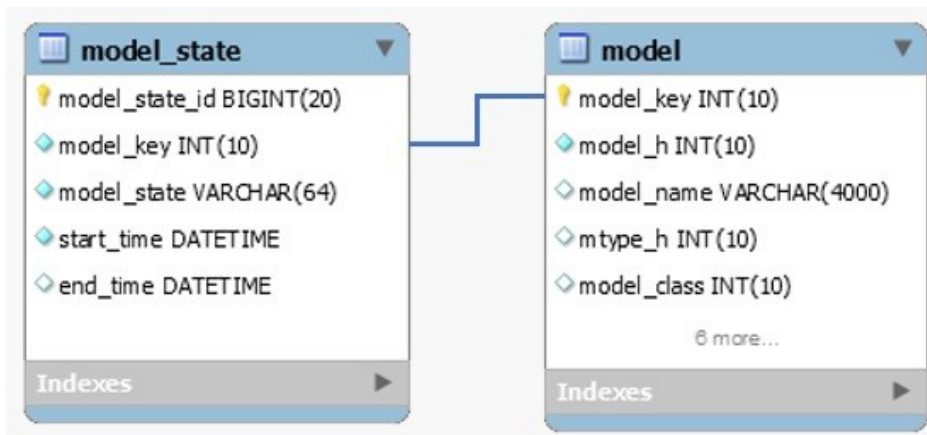 model_state
model_state_id BIGINT(20)
model_key INT(10)
model_state VARCHAR(64)
start_time DATETIME
end_time DATETIME
Indexes
model
model_key INT(10)
model_h INT(10)
model_name VARCHAR(4000)
mtype_h INT(10)
model_class INT(10)
6 more...
Indexes